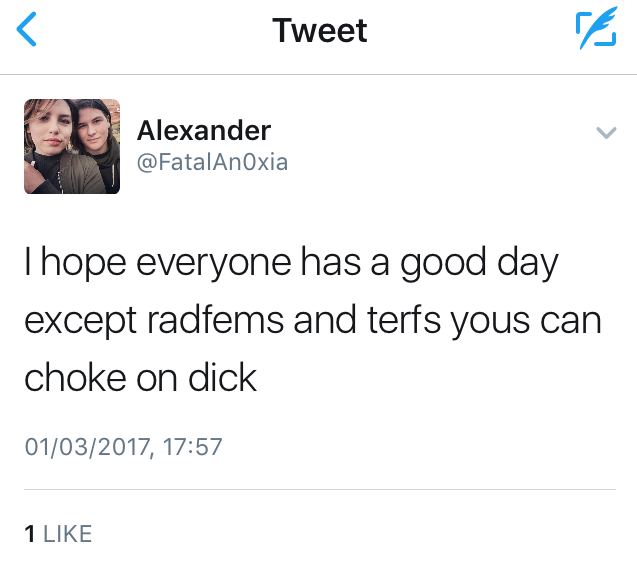 Tweet
Alexander
@FatalAn0xia
I hope everyone has a good day
except radfems and terfs yous can
choke on dick
01/03/2017, 17:57
1 LIKE